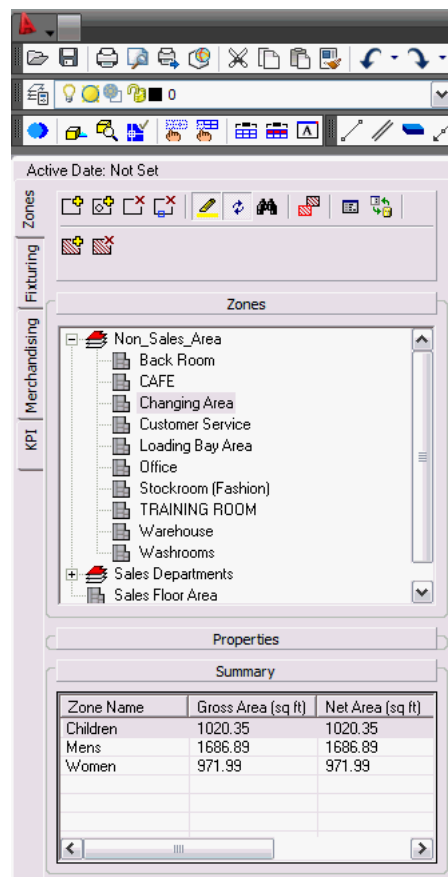 0
Active Date: Not Set
Zones
Fixturing
Merchandising
KPI
Zones
Non_Sales_Area
Back Room
CAFE
Changing Area
Customer Service
Loading Bay Area
Office
Stockroom (Fashion)
TRAINING ROOM
Warehouse
Washrooms
Sales Departments
Sales Floor Area
Properties
Summary
Zone Name Gross Area (sq ft) Net Area (sq ft)
Children 1020.35 1020.35
Mens 1686.89 1686.89
Women 971.99 971.99